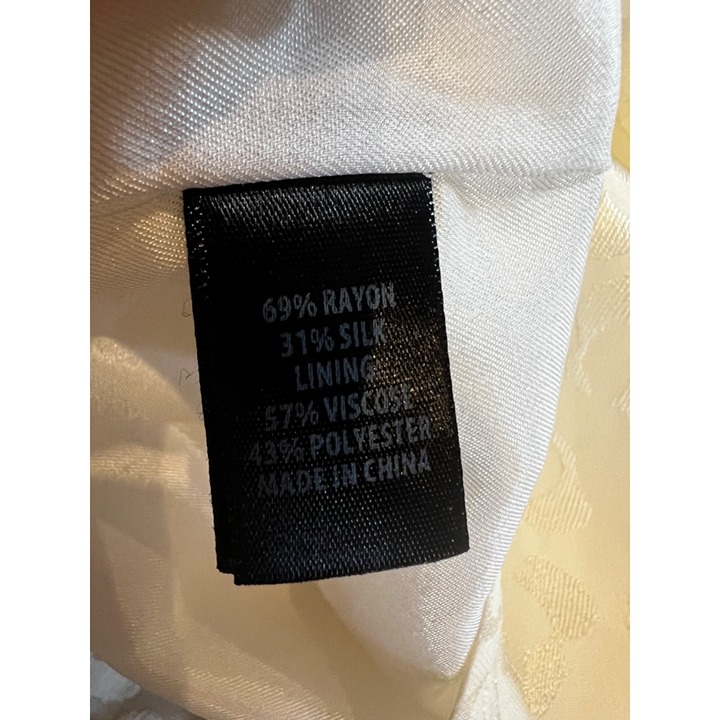 69% RAYON
31% SILK
LINING
57% VISCOSE
43% POLYESTER
MADE IN CHINA